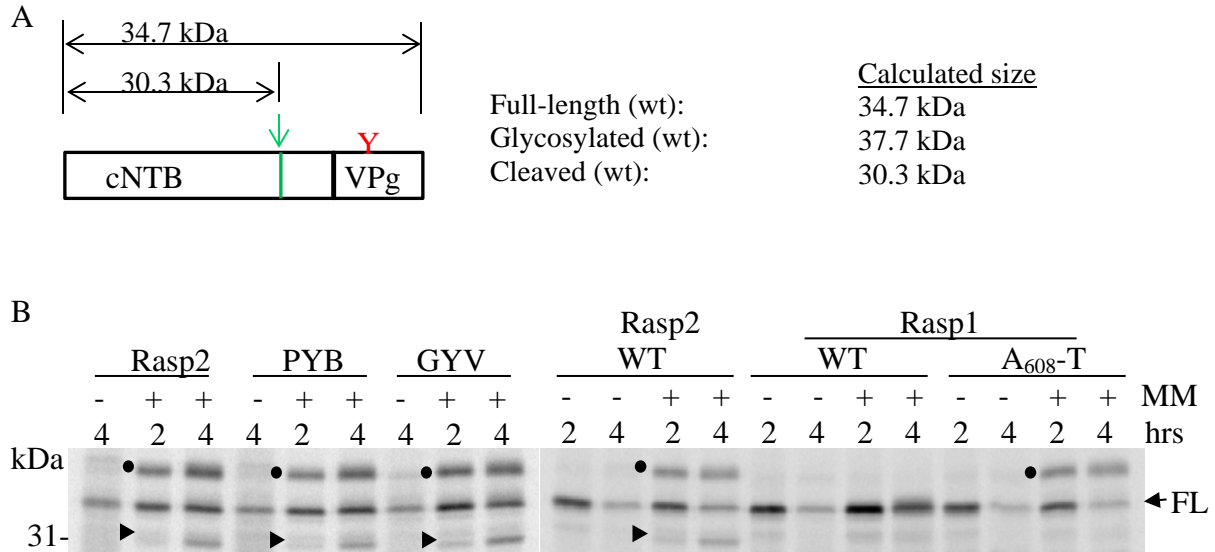 A
34.7 kDa
30.3 kDa
cNTB
Y
VPg
Calculated size
Full-length (wt): 34.7 kDa
Glycosylated (wt): 37.7 kDa
Cleaved (wt): 30.3 kDa
B
Rasp2 PYB GYV Rasp2 WT Rasp1 WT A608-T
- + + - + + - + + - - + + - - + + - - + + MM
4 2 4 4 2 4 4 2 4 2 4 2 4 2 4 2 4 2 4 2 4 hrs
kDa
FL
31-